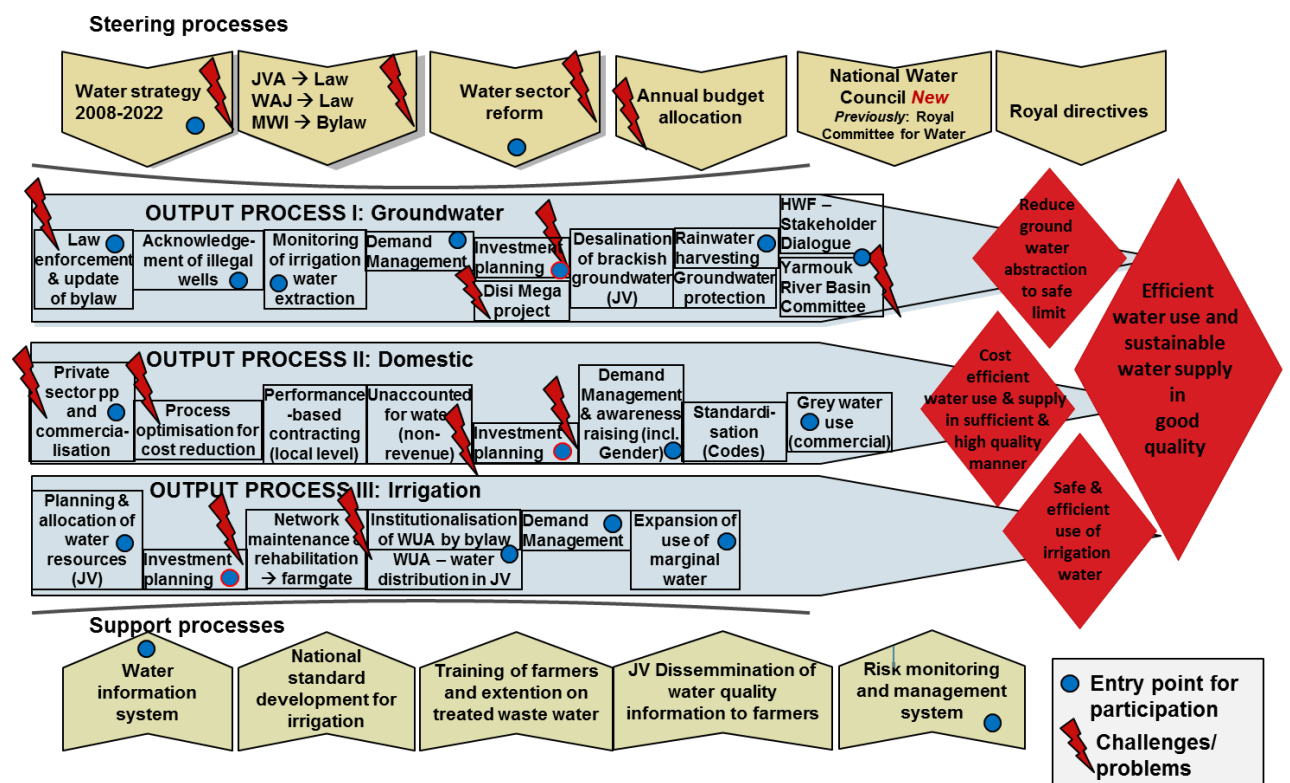 Steering processes
Water strategy
2008-2022
JVA → Law
WAJ → Law
MWI → Bylaw
Water sector
reform
Annual budget
allocation
National Water
Council New
Previously: Royal
Committee for Water
Royal directives
OUTPUT PROCESS I: Groundwater
Law
enforcement
& update
of bylaw
Acknowledge-
ment of illegal
wells
Monitoring
of irrigation
water
extraction
Demand
Management
Investment
planning
Disi Mega
project
Desalination
of brackish
groundwater
(JV)
Rainwater
harvesting
Groundwater
protection
HWF –
Stakeholder
Dialogue
Yarmouk
River Basin
Committee
Reduce
ground
water
abstraction
to safe
limit
OUTPUT PROCESS II: Domestic
Private
sector pp
and
commercia-
lisation
Process
optimisation for
cost reduction
Performance
-based
contracting
(local level)
Unaccounted
for water
(non-
revenue)
Investment
planning
Demand
Management
& awareness
raising (incl.
Gender)
Standardi-
sation
(Codes)
Grey water
use
(commercial)
Cost
efficient
water use & supply
in sufficient &
high quality
manner
Efficient
water use and
sustainable
water supply
in
good
quality
OUTPUT PROCESS III: Irrigation
Planning &
allocation of
water
resources
(JV)
Investment
planning
Network
maintenance &
rehabilitation
→ farmgate
Institutionalisation
of WUA by bylaw
WUA – water
distribution in JV
Demand
Management
Expansion of
use of
marginal
water
Safe &
efficient
use of
irrigation
water
Support processes
Water
information
system
National
standard
development for
irrigation
Training of farmers
and extention on
treated waste water
JV Dissemmination of
water quality
information to farmers
Risk monitoring
and management
system
Entry point for
participation
Challenges/
problems